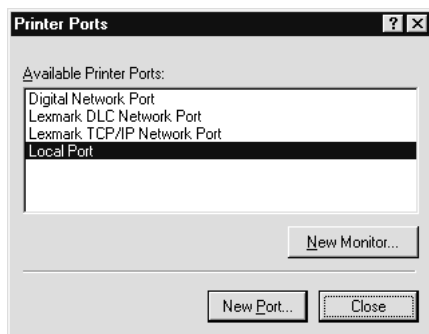 Printer Ports
Available Printer Ports:
Digital Network Port
Lexmark DLC Network Port
Lexmark TCP/IP Network Port
Local Port
New Monitor...
New Port...
Close